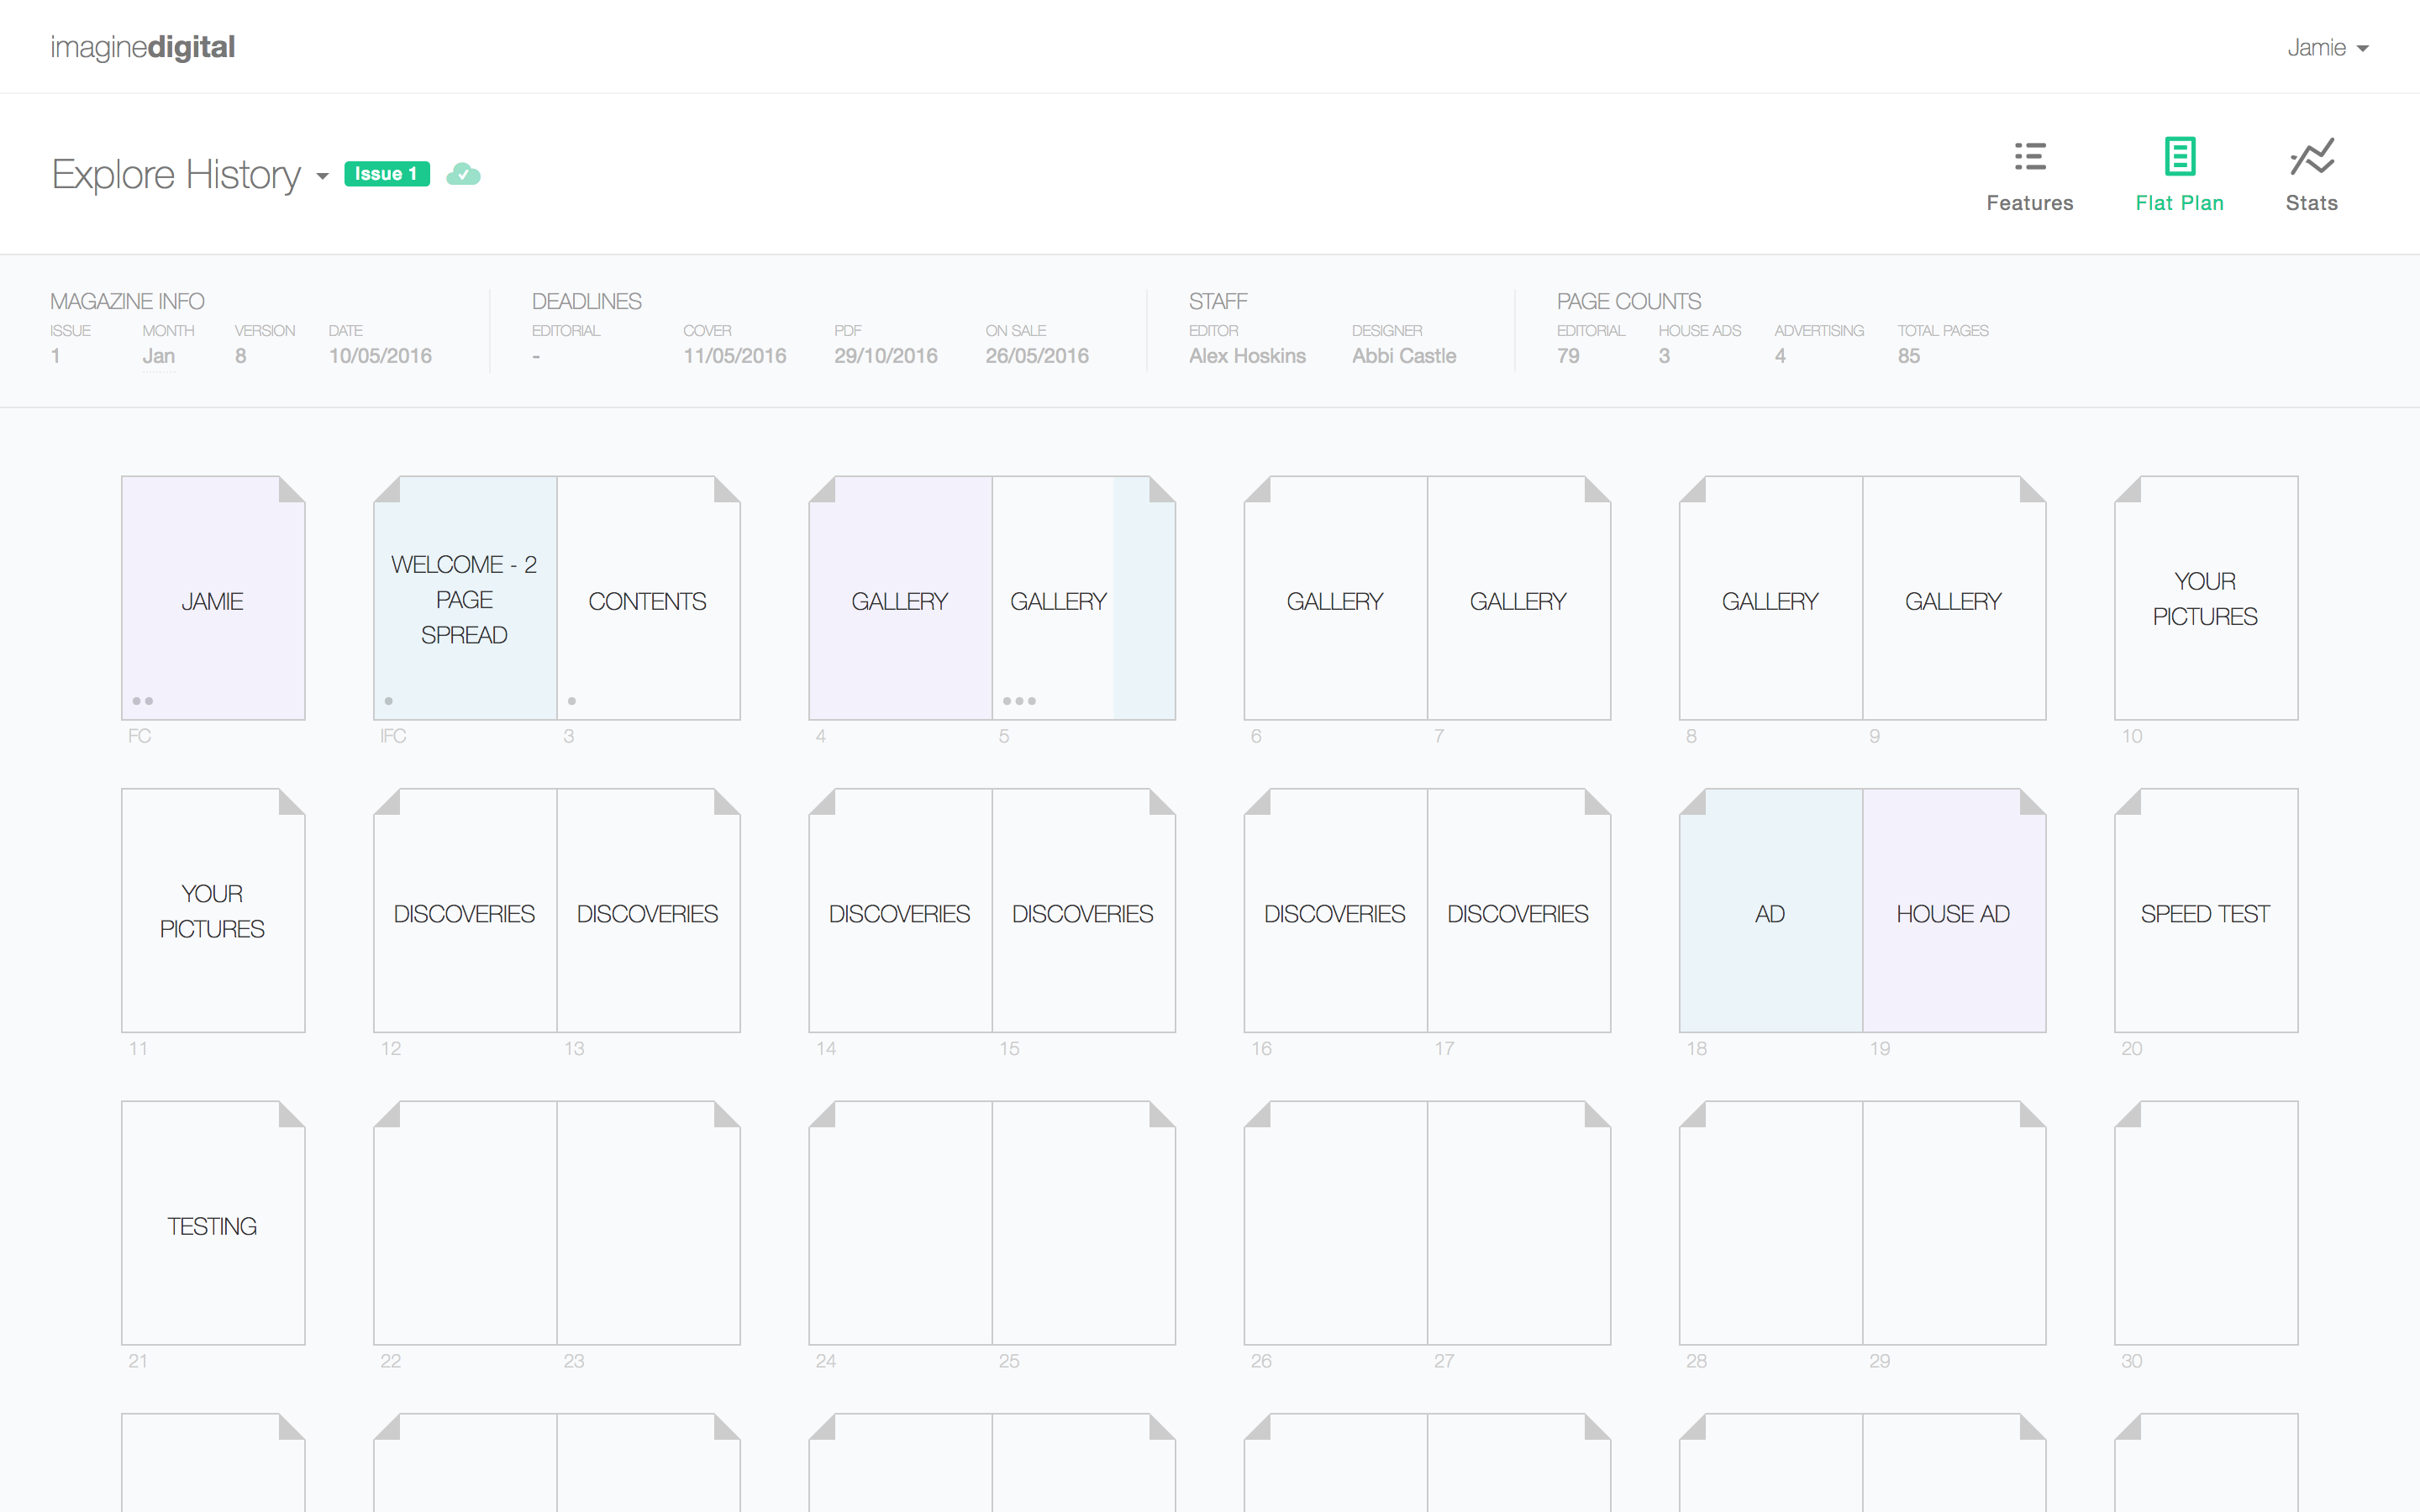 imaginedigital
Jamie
Explore History
Issue 1
Features
Flat Plan
Stats
MAGAZINE INFO
ISSUE MONTH VERSION DATE
1 Jan 8 10/05/2016
DEADLINES
EDITORIAL COVER PDF ON SALE
- 11/05/2016 29/10/2016 26/05/2016
STAFF
EDITOR DESIGNER
Alex Hoskins Abbi Castle
PAGE COUNTS
EDITORIAL HOUSE ADS ADVERTISING TOTAL PAGES
79 3 4 85
JAMIE
WELCOME - 2
PAGE
SPREAD
CONTENTS
GALLERY
GALLERY
GALLERY
GALLERY
GALLERY
GALLERY
YOUR
PICTURES
FC IFC 3 4 5 6 7 8 9 10
YOUR
PICTURES
DISCOVERIES
DISCOVERIES
DISCOVERIES
DISCOVERIES
DISCOVERIES
DISCOVERIES
AD
HOUSE AD
SPEED TEST
11 12 13 14 15 16 17 18 19 20
TESTING
21 22 23 24 25 26 27 28 29 30